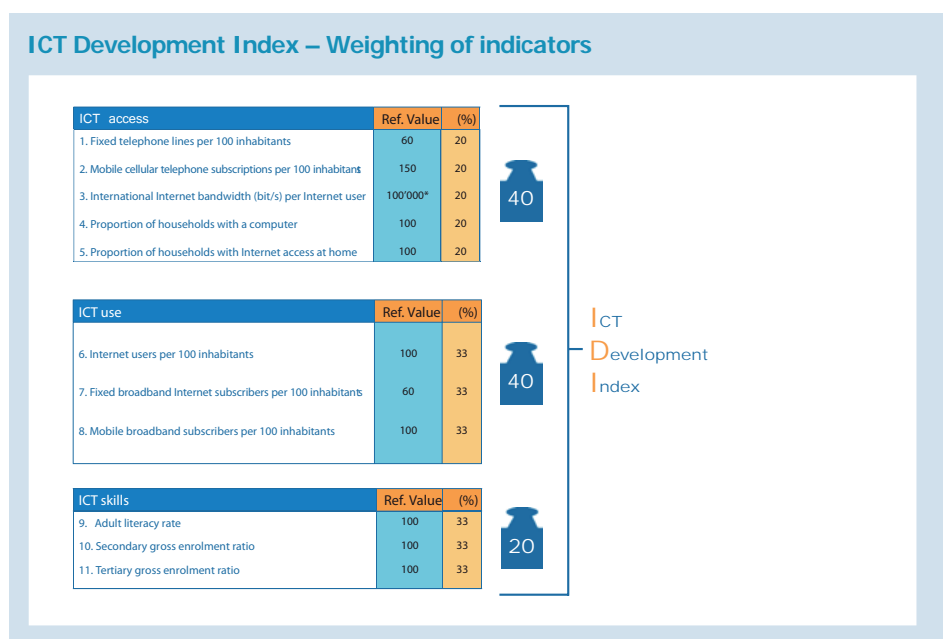 ICT Development Index – Weighting of indicators
ICT access Ref. Value (%)
1. Fixed telephone lines per 100 inhabitants 60 20
2. Mobile cellular telephone subscriptions per 100 inhabitants 150 20
3. International Internet bandwidth (bit/s) per Internet user 100’000* 20
4. Proportion of households with a computer 100 20
5. Proportion of households with Internet access at home 100 20
40
ICT use Ref. Value (%)
6. Internet users per 100 inhabitants 100 33
7. Fixed broadband Internet subscribers per 100 inhabitants 60 33
8. Mobile broadband subscribers per 100 inhabitants 100 33
40
ICT
Development
Index
ICT skills Ref. Value (%)
9. Adult literacy rate 100 33
10. Secondary gross enrolment ratio 100 33
11. Tertiary gross enrolment ratio 100 33
20